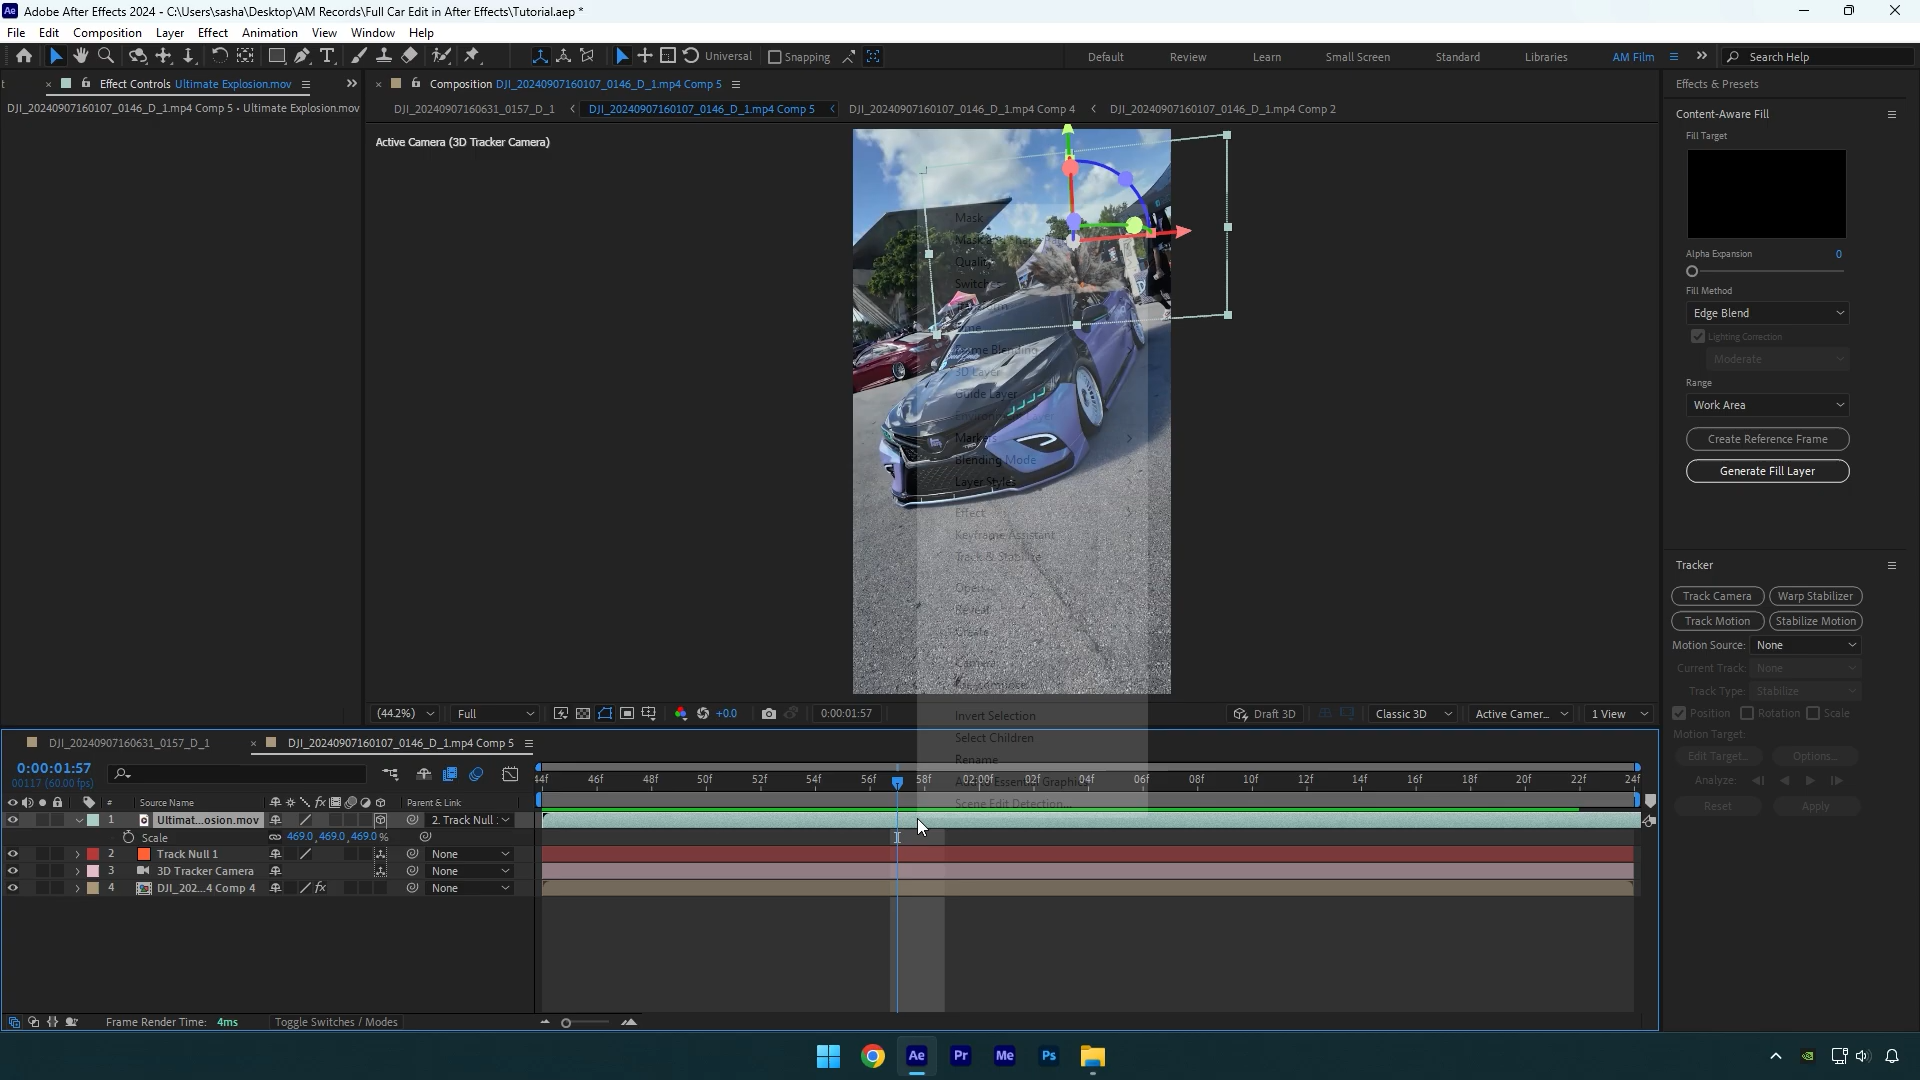 Adobe After Effects 2024 - C:\Users\sasha\Desktop\AM Records\Full Car Edit in After Effects\Tutorial.aep *
File Edit Composition Layer Effect Animation View Window Help
Universal Snapping Default Review Learn Small Screen Standard Libraries AM Film Search Help
Effect Controls Ultimate Explosion.mov
DJI_20240907160107_0146_D_1.mp4 Comp 5 • Ultimate Explosion.mov
Composition DJI_20240907160107_0146_D_1.mp4 Comp 5
DJI_20240907160631_0157_D_1 DJI_20240907160107_0146_D_1.mp4 Comp 5 DJI_20240907160107_0146_D_1.mp4 Comp 4 DJI_20240907160107_0146_D_1.mp4 Comp 2
Active Camera (3D Tracker Camera)
Mask
Quality
Switches
Frame Blending
3D Layer
Guide Layer
Markers
Blending Mode
Layer Styles
Effect
Keyframe Assistant
Track & Stabilize
Open
Reveal
Create
Camera
Invert Selection
Select Children
Rename
Add to Essential Graphics
Scene Edit Detection...
Effects & Presets
Content-Aware Fill
Fill Target
Alpha Expansion 0
Fill Method
Edge Blend
Lighting Correction
Moderate
Range
Work Area
Create Reference Frame
Generate Fill Layer
Tracker
Track Camera Warp Stabilizer
Track Motion Stabilize Motion
Motion Source: None
Current Track: None
Track Type: Stabilize
Position Rotation Scale
Motion Target:
Edit Target... Options...
Analyze:
Reset Apply
(44.2%) Full +0.0 0:00:01:57 Draft 3D Classic 3D Active Camer... 1 View
DJI_20240907160631_0157_D_1 DJI_20240907160107_0146_D_1.mp4 Comp 5
0:00:01:57
00117 (60.00 fps)
44f 46f 48f 50f 52f 54f 56f 58f 02:00f 02f 04f 06f 08f 10f 12f 14f 16f 18f 20f 22f 24f
# Source Name fx Parent & Link
1 Ultimat...osion.mov 2. Track Null :
Scale 469.0, 469.0, 469.0 %
2 Track Null 1 None
3 3D Tracker Camera None
4 DJI_202...4 Comp 4 fx None
Frame Render Time: 4ms Toggle Switches / Modes
Ae Pr Me Ps